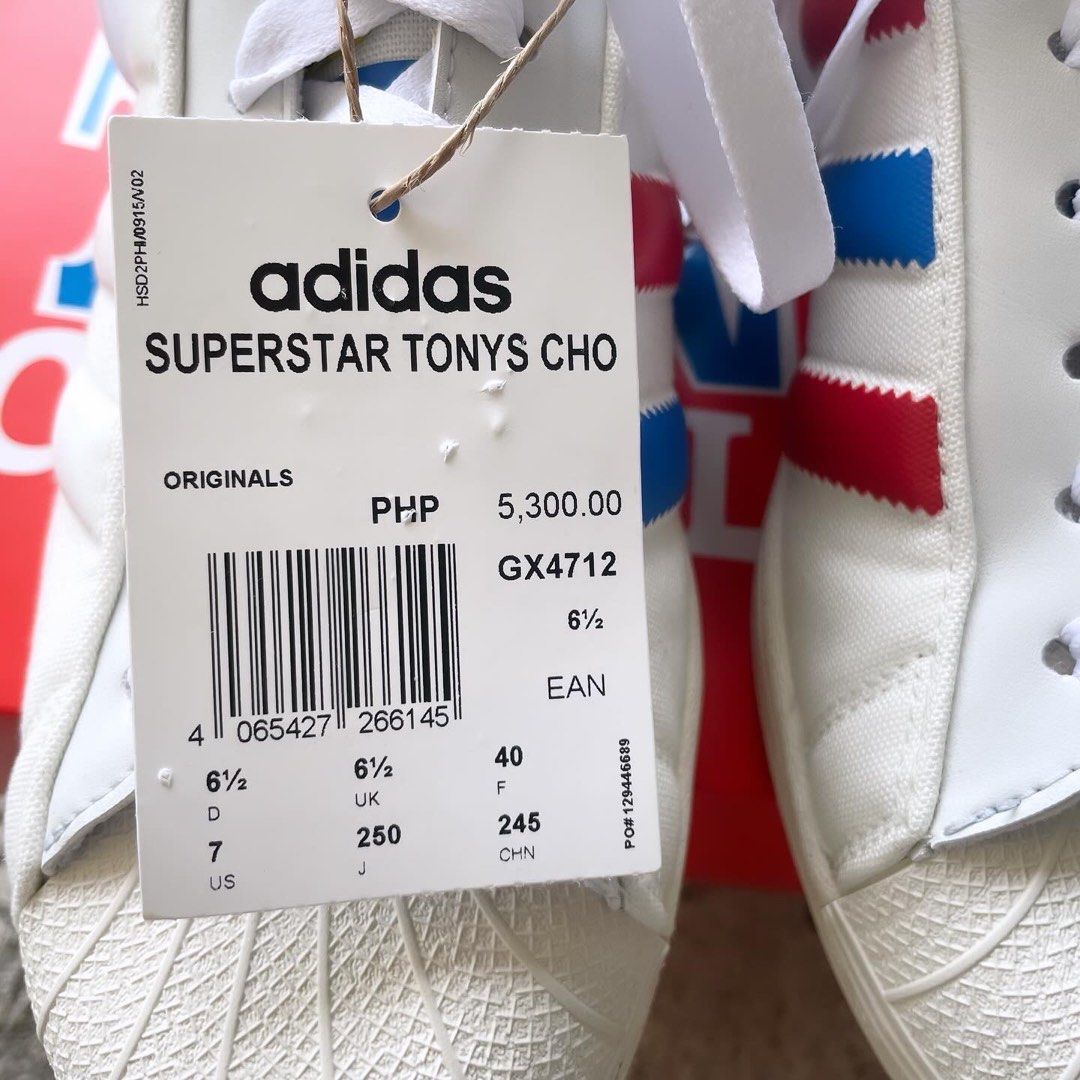 HSD2PHI/0915/V02
adidas
SUPERSTAR TONYS CHO
ORIGINALS
PHP 5,300.00
GX4712
6½
EAN
4 065427 266145
6½ 6½ 40
D UK F
7 250 245
US J CHN
PO# 129446689